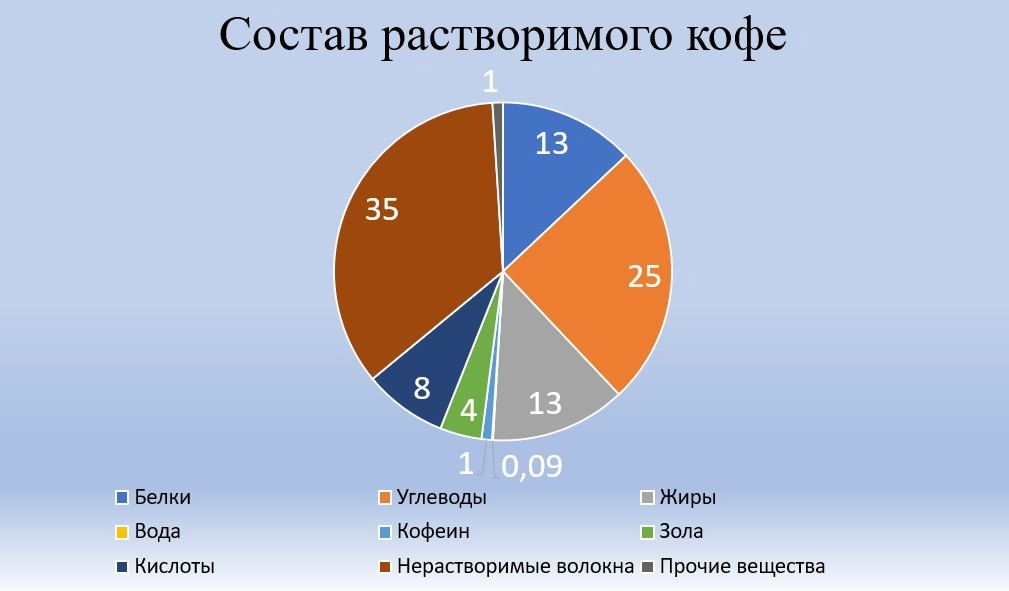 Состав растворимого кофе
1
13
35
25
8
4
13
1
0,09
Белки
Углеводы
Жиры
Вода
Кофеин
Зола
Кислоты
Нерастворимые волокна
Прочие вещества